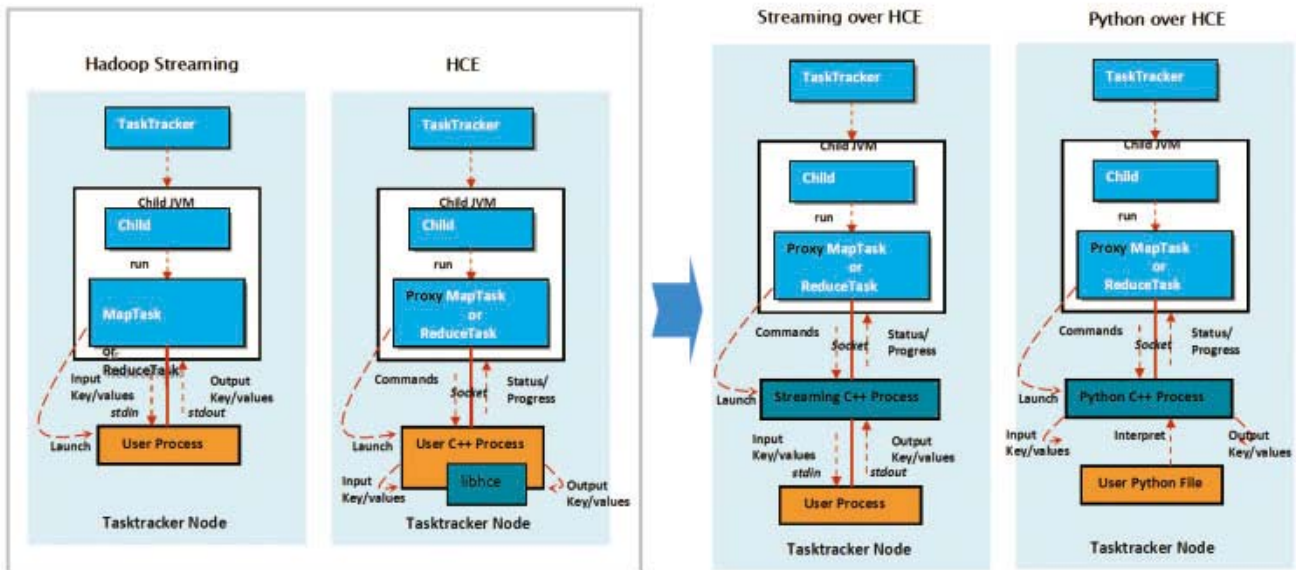 Hadoop Streaming
TaskTracker
Child JVM
Child
run
MapTask
or
ReduceTask
Input
Key/values
stdin
Output
Key/values
stdout
Launch
User Process
Tasktracker Node
HCE
TaskTracker
Child JVM
Child
run
Proxy MapTask
or
ReduceTask
Commands
Socket
Status/
Progress
Launch
User C++ Process
libhce
Input
Key/values
Output
Key/values
Tasktracker Node
Streaming over HCE
TaskTracker
Child JVM
Child
run
Proxy MapTask
or
ReduceTask
Commands
Socket
Status/
Progress
Launch
Streaming C++ Process
Input
Key/values
stdin
Output
Key/values
stdout
User Process
Tasktracker Node
Python over HCE
TaskTracker
Child JVM
Child
run
Proxy MapTask
or
ReduceTask
Commands
Socket
Status/
Progress
Launch
Python C++ Process
Input
Key/values
Interpret
Output
Key/values
User Python File
Tasktracker Node